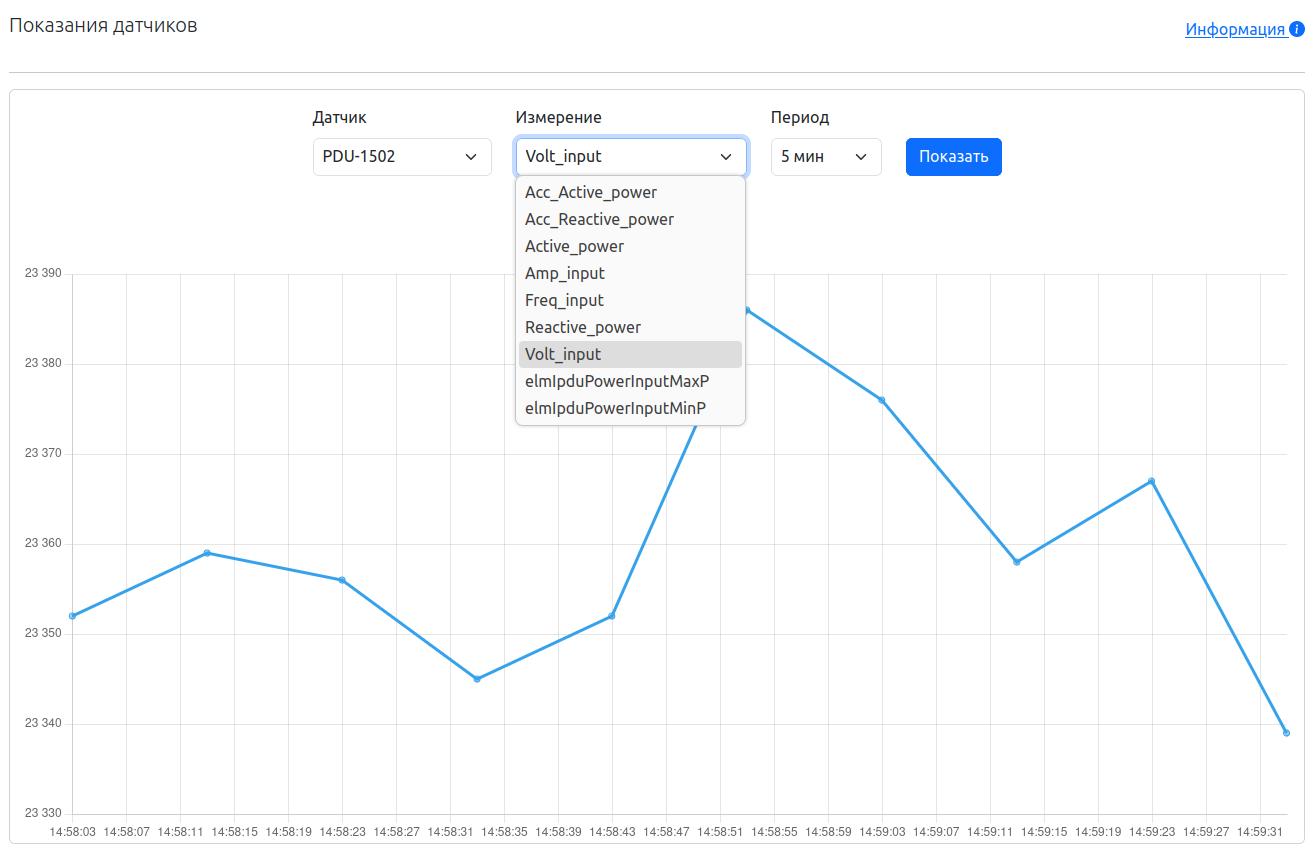 Показания датчиков
Информация
Датчик Измерение Период
PDU-1502 Volt_input 5 мин Показать
Acc_Active_power
Acc_Reactive_power
Active_power
Amp_input
Freq_input
Reactive_power
Volt_input
elmIpduPowerInputMaxP
elmIpduPowerInputMinP
23 390
23 380
23 370
23 360
23 350
23 340
23 330
14:58:03 14:58:07 14:58:11 14:58:15 14:58:19 14:58:23 14:58:27 14:58:31 14:58:35 14:58:39 14:58:43 14:58:47 14:58:51 14:58:55 14:58:59 14:59:03 14:59:07 14:59:11 14:59:15 14:59:19 14:59:23 14:59:27 14:59:31